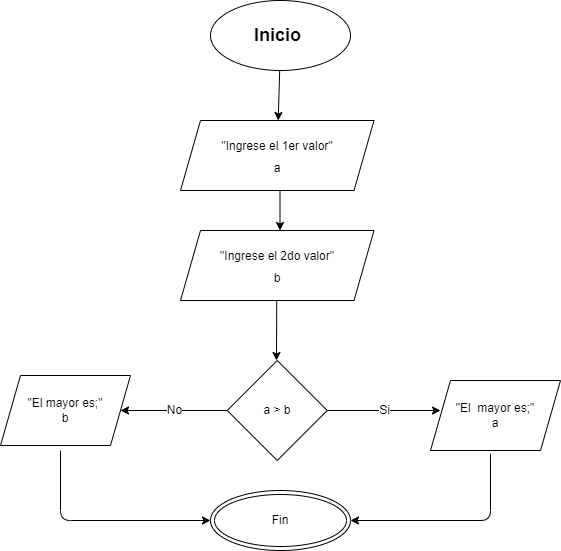 Inicio
"Ingrese el 1er valor"
a
"Ingrese el 2do valor"
b
a > b
No
Si
"El mayor es;"
b
"El  mayor es;"
a
Fin